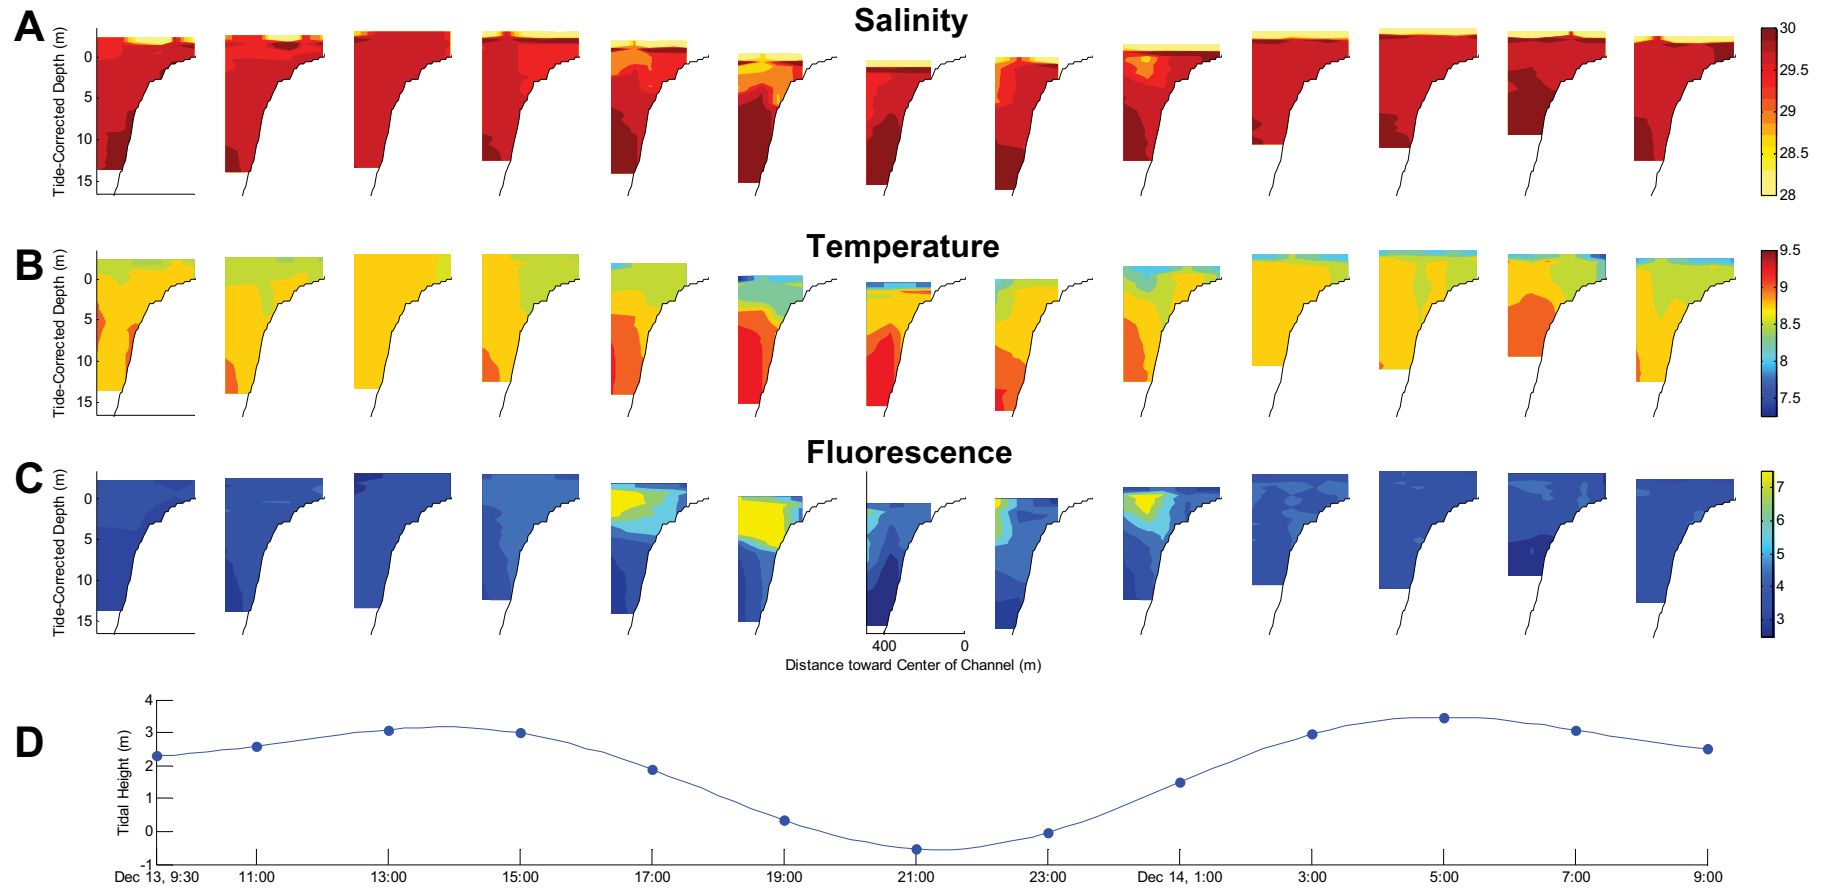 A
Salinity
Tide-Corrected Depth (m)
0
5
10
15
30
29.5
29
28.5
28
B
Temperature
Tide-Corrected Depth (m)
0
5
10
15
9.5
9
8.5
8
7.5
C
Fluorescence
Tide-Corrected Depth (m)
0
5
10
15
7
6
5
4
3
400 0
Distance toward Center of Channel (m)
D
Tidal Height (m)
4
3
2
1
0
-1
Dec 13, 9:30 11:00 13:00 15:00 17:00 19:00 21:00 23:00 Dec 14, 1:00 3:00 5:00 7:00 9:00